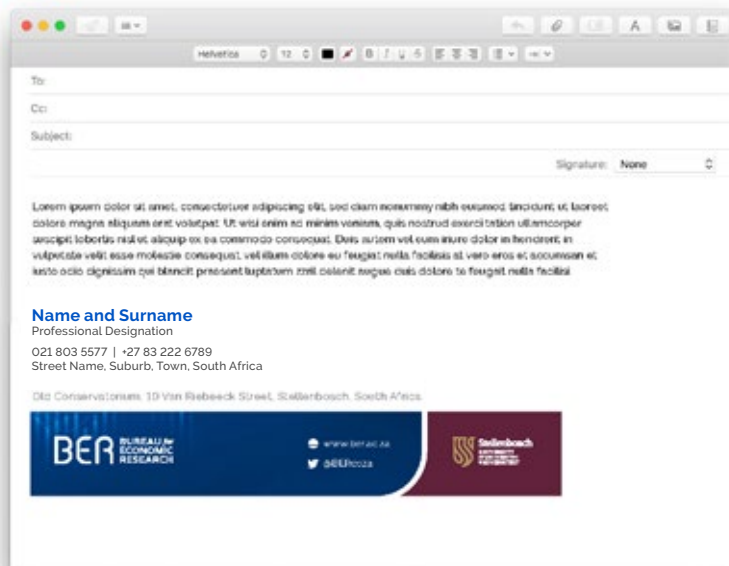 Helvetica 12 B I U S
To:
Cc:
Subject:
Signature: None
Lorem ipsum dolor sit amet, consectetuer adipiscing elit, sed diam nonummy nibh euismod tincidunt ut laoreet
dolore magna aliquam erat volutpat. Ut wisi enim ad minim veniam, quis nostrud exerci tation ullamcorper
suscipit lobortis nisl et aliquip ex ea commodo consequat. Duis autem vel eum iriure dolor in hendrerit in
vulputate velit esse molestie consequat, vel illum dolore eu feugiat nulla facilisis at vero eros et accumsan et
iusto odio dignissim qui blandit praesent luptatum zzril delenit augue duis dolore te feugait nulla facilisi
Name and Surname
Professional Designation
021 803 5577 | +27 83 222 6789
Street Name, Suburb, Town, South Africa
Old Conservatorium, 10 Van Riebeeck Street, Stellenbosch, South Africa
BER BUREAU for
ECONOMIC
RESEARCH
www.ber.ac.za
Stellenbosch
UNIVERSITY